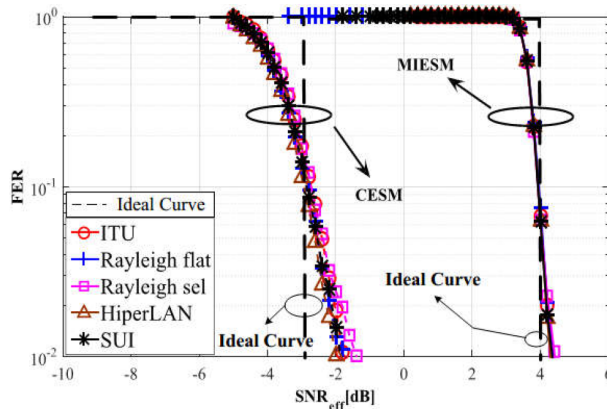 10^0
10^-1
10^-2
FER
MIESM
CESM
Ideal Curve
ITU
Rayleigh flat
Rayleigh sel
HiperLAN
SUI
Ideal Curve
Ideal Curve
-10 -8 -6 -4 -2 0 2 4 6
SNR_eff[dB]